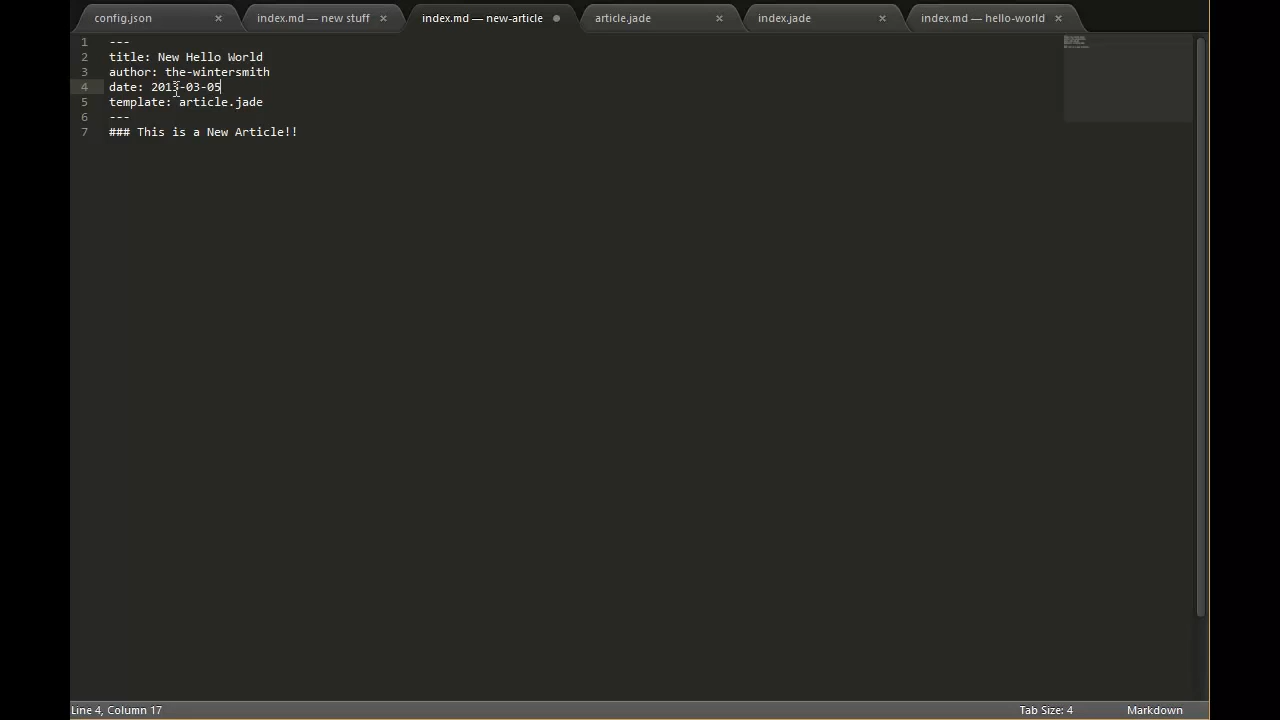 config.json × index.md — new stuff × index.md — new-article article.jade × index.jade × index.md — hello-world ×
1 ---
2 title: New Hello World
3 author: the-wintersmith
4 date: 2013-03-05
5 template: article.jade
6 ---
7 ### This is a New Article!!
Line 4, Column 17 Tab Size: 4 Markdown